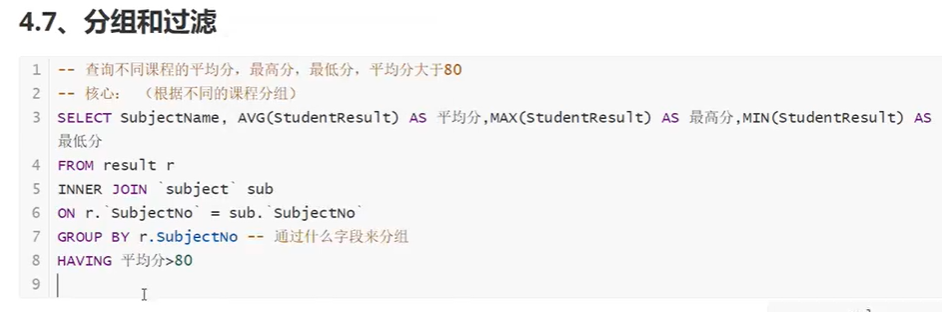 4.7、分组和过滤
1 -- 查询不同课程的平均分，最高分，最低分，平均分大于80
2 -- 核心： （根据不同的课程分组）
3 SELECT SubjectName, AVG(StudentResult) AS 平均分,MAX(StudentResult) AS 最高分,MIN(StudentResult) AS
最低分
4 FROM result r
5 INNER JOIN `subject` sub
6 ON r.`SubjectNo` = sub.`SubjectNo`
7 GROUP BY r.SubjectNo -- 通过什么字段来分组
8 HAVING 平均分>80
9